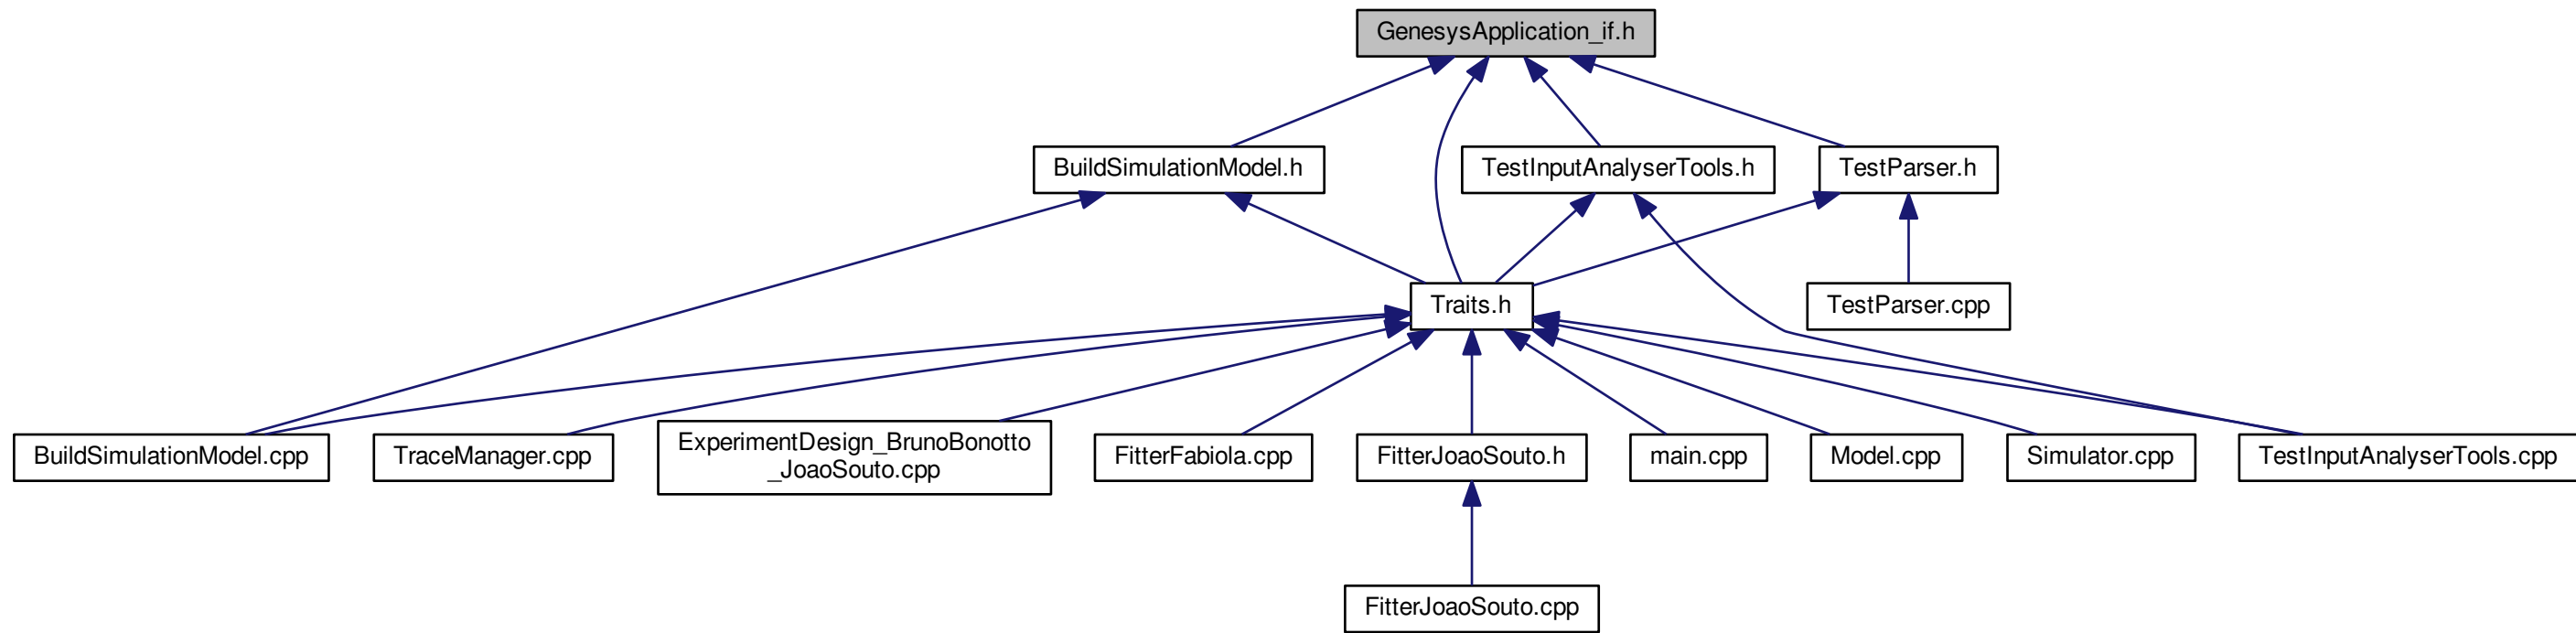 GenesysApplication_if.h
BuildSimulationModel.h
TestInputAnalyserTools.h
TestParser.h
Traits.h
TestParser.cpp
BuildSimulationModel.cpp
TraceManager.cpp
ExperimentDesign_BrunoBonotto
_JoaoSouto.cpp
FitterFabiola.cpp
FitterJoaoSouto.h
main.cpp
Model.cpp
Simulator.cpp
TestInputAnalyserTools.cpp
FitterJoaoSouto.cpp